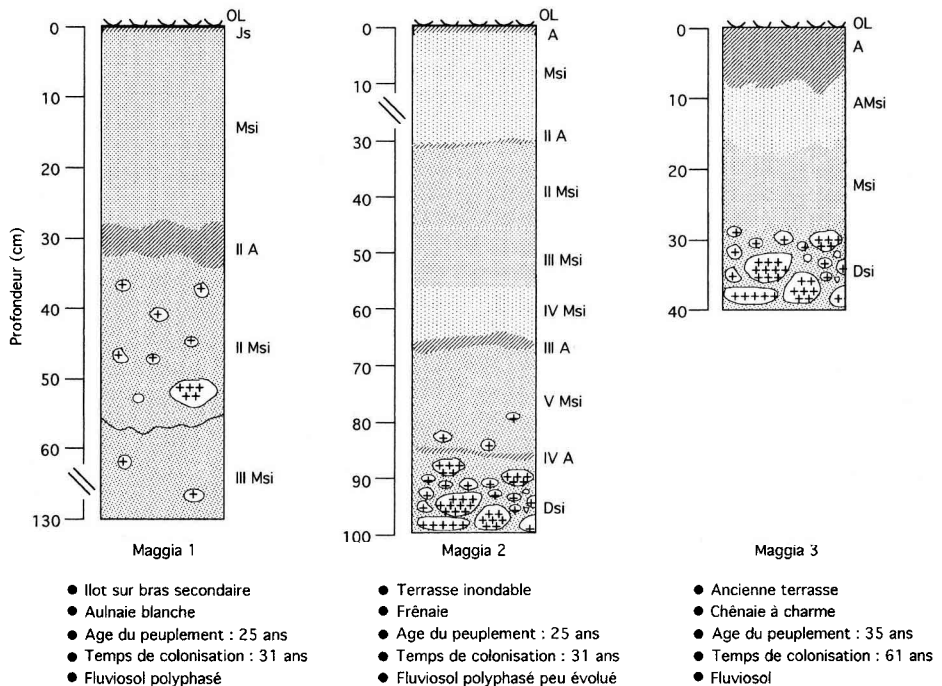 Profondeur (cm)
0
10
20
30
40
50
60
130
OL
Js
Msi
II A
II Msi
III Msi
Maggia 1
● Ilot sur bras secondaire
● Aulnaie blanche
● Age du peuplement : 25 ans
● Temps de colonisation : 31 ans
● Fluviosol polyphasé
0
10
30
40
50
60
70
80
90
100
OL
A
Msi
II A
II Msi
III Msi
IV Msi
III A
V Msi
IV A
Dsi
Maggia 2
● Terrasse inondable
● Frênaie
● Age du peuplement : 25 ans
● Temps de colonisation : 31 ans
● Fluviosol polyphasé peu évolué
0
10
20
30
40
OL
A
AMsi
Msi
Dsi
Maggia 3
● Ancienne terrasse
● Chênaie à charme
● Age du peuplement : 35 ans
● Temps de colonisation : 61 ans
● Fluviosol